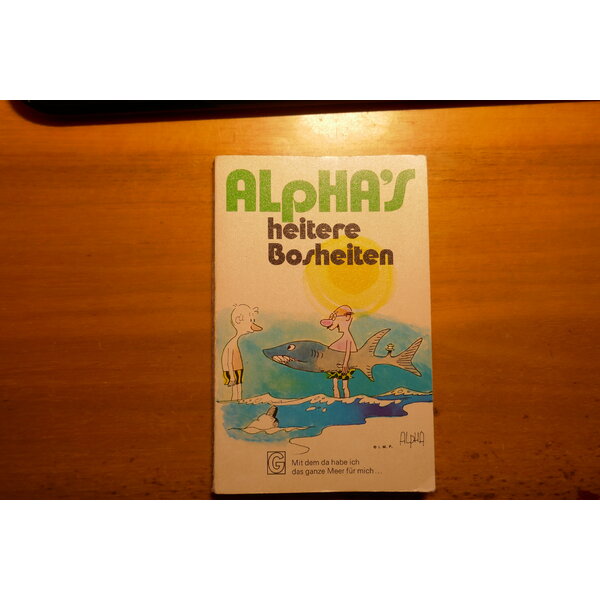 ALpHA'S
heitere
Bosheiten
© I. M. P.
ALpHA
G
Mit dem da habe ich
das ganze Meer für mich...